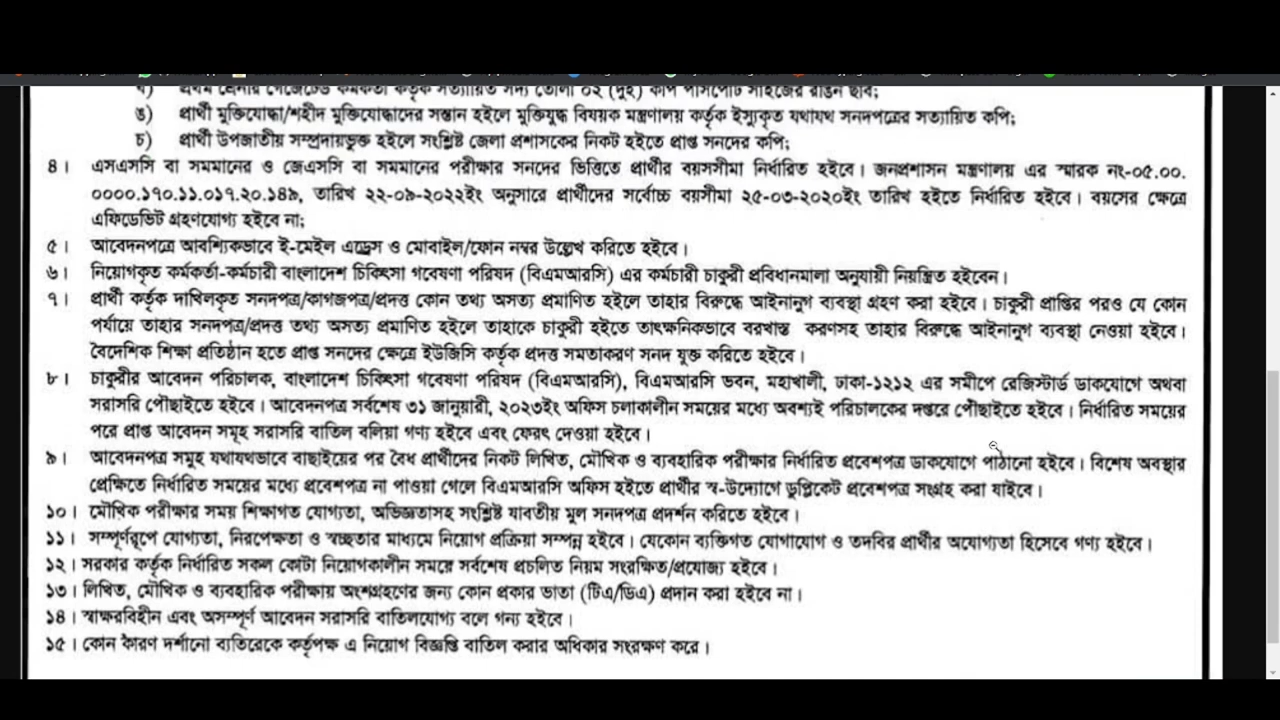 ঘ) প্রথম শ্রেনীর গেজেটেড কর্মকর্তা কর্তৃক সত্যায়িত সদ্য তোলা ০২ (দুই) কপি পাসপোর্ট সাইজের রঙিন ছবি;
ঙ) প্রার্থী মুক্তিযোদ্ধা/শহীদ মুক্তিযোদ্ধাদের সন্তান হইলে মুক্তিযুদ্ধ বিষয়ক মন্ত্রণালয় কর্তৃক ইস্যুকৃত যথাযথ সনদপত্রের সত্যায়িত কপি;
চ) প্রার্থী উপজাতীয় সম্প্রদায়ভুক্ত হইলে সংশ্লিষ্ট জেলা প্রশাসকের নিকট হইতে প্রাপ্ত সনদের কপি;
৪। এসএসসি বা সমমানের ও জেএসসি বা সমমানের পরীক্ষার সনদের ভিত্তিতে প্রার্থীর বয়সসীমা নির্ধারিত হইবে। জনপ্রশাসন মন্ত্রণালয় এর স্মারক নং-০৫.০০.
০০০০.১৭০.১১.০১৭.২০.১৪৯, তারিখ ২২-০৯-২০২২ইং অনুসারে প্রার্থীদের সর্বোচ্চ বয়সীমা ২৫-০৩-২০২০ইং তারিখ হইতে নির্ধারিত হইবে। বয়সের ক্ষেত্রে
এফিডেভিট গ্রহণযোগ্য হইবে না;
৫। আবেদনপত্রে আবশ্যিকভাবে ই-মেইল এড্রেস ও মোবাইল/ফোন নম্বর উল্লেখ করিতে হইবে।
৬। নিয়োগকৃত কর্মকর্তা-কর্মচারী বাংলাদেশ চিকিৎসা গবেষণা পরিষদ (বিএমআরসি) এর কর্মচারী চাকুরী প্রবিধানমালা অনুযায়ী নিয়ন্ত্রিত হইবেন।
৭। প্রার্থী কর্তৃক দাখিলকৃত সনদপত্র/কাগজপত্র/প্রদত্ত কোন তথ্য অসত্য প্রমাণিত হইলে তাহার বিরুদ্ধে আইনানুগ ব্যবস্থা গ্রহণ করা হইবে। চাকুরী প্রাপ্তির পরও যে কোন
পর্যায়ে তাহার সনদপত্র/প্রদত্ত তথ্য অসত্য প্রমাণিত হইলে তাহাকে চাকুরী হইতে তাৎক্ষনিকভাবে বরখাস্ত করণসহ তাহার বিরুদ্ধে আইনানুগ ব্যবস্থা নেওয়া হইবে।
বৈদেশিক শিক্ষা প্রতিষ্ঠান হতে প্রাপ্ত সনদের ক্ষেত্রে ইউজিসি কর্তৃক প্রদত্ত সমতাকরণ সনদ যুক্ত করিতে হইবে।
৮। চাকুরীর আবেদন পরিচালক, বাংলাদেশ চিকিৎসা গবেষণা পরিষদ (বিএমআরসি), বিএমআরসি ভবন, মহাখালী, ঢাকা-১২১২ এর সমীপে রেজিস্টার্ড ডাকযোগে অথবা
সরাসরি পৌছাইতে হইবে। আবেদনপত্র সর্বশেষ ৩১ জানুয়ারী, ২০২৩ইং অফিস চলাকালীন সময়ের মধ্যে অবশ্যই পরিচালকের দপ্তরে পৌঁছাইতে হইবে। নির্ধারিত সময়ের
পরে প্রাপ্ত আবেদন সমূহ সরাসরি বাতিল বলিয়া গণ্য হইবে এবং ফেরৎ দেওয়া হইবে।
৯। আবেদনপত্র সমূহ যথাযথভাবে বাছাইয়ের পর বৈধ প্রার্থীদের নিকট লিখিত, মৌখিক ও ব্যবহারিক পরীক্ষার নির্ধারিত প্রবেশপত্র ডাকযোগে পাঠানো হইবে। বিশেষ অবস্থার
প্রেক্ষিতে নির্ধারিত সময়ের মধ্যে প্রবেশপত্র না পাওয়া গেলে বিএমআরসি অফিস হইতে প্রার্থীর স্ব-উদ্যোগে ডুপ্লিকেট প্রবেশপত্র সংগ্রহ করা যাইবে।
১০। মৌখিক পরীক্ষার সময় শিক্ষাগত যোগ্যতা, অভিজ্ঞতাসহ সংশ্লিষ্ট যাবতীয় মূল সনদপত্র প্রদর্শন করিতে হইবে।
১১। সম্পূর্ণরূপে যোগ্যতা, নিরপেক্ষতা ও স্বচ্ছতার মাধ্যমে নিয়োগ প্রক্রিয়া সম্পন্ন হইবে। যেকোন ব্যক্তিগত যোগাযোগ ও তদবির প্রার্থীর অযোগ্যতা হিসেবে গণ্য হইবে।
১২। সরকার কর্তৃক নির্ধারিত সকল কোটা নিয়োগকালীন সময়ে সর্বশেষ প্রচলিত নিয়ম সংরক্ষিত/প্রযোজ্য হইবে।
১৩। লিখিত, মৌখিক ও ব্যবহারিক পরীক্ষায় অংশগ্রহণের জন্য কোন প্রকার ভাতা (টিএ/ডিএ) প্রদান করা হইবে না।
১৪। স্বাক্ষরবিহীন এবং অসম্পূর্ণ আবেদন সরাসরি বাতিলযোগ্য বলে গন্য হইবে।
১৫। কোন কারণ দর্শানো ব্যতিরেকে কর্তৃপক্ষ এ নিয়োগ বিজ্ঞপ্তি বাতিল করার অধিকার সংরক্ষণ করে।